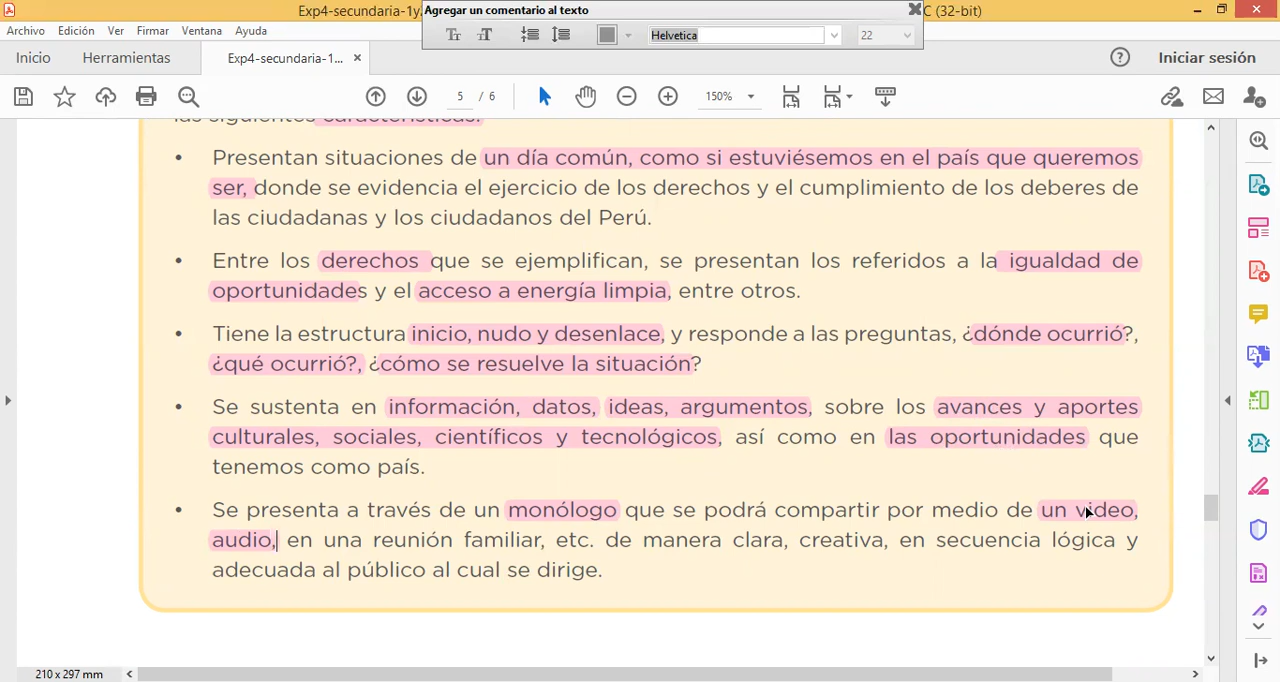 Exp4-secundaria-1y
Agregar un comentario al texto
C (32-bit)
Archivo Edición Ver Firmar Ventana Ayuda
Helvetica 22
Inicio Herramientas Exp4-secundaria-1... × Iniciar sesión
5 / 6 150%
las siguientes características:
• Presentan situaciones de un día común, como si estuviésemos en el país que queremos
ser, donde se evidencia el ejercicio de los derechos y el cumplimiento de los deberes de
las ciudadanas y los ciudadanos del Perú.
• Entre los derechos que se ejemplifican, se presentan los referidos a la igualdad de
oportunidades y el acceso a energía limpia, entre otros.
• Tiene la estructura inicio, nudo y desenlace, y responde a las preguntas, ¿dónde ocurrió?,
¿qué ocurrió?, ¿cómo se resuelve la situación?
• Se sustenta en información, datos, ideas, argumentos, sobre los avances y aportes
culturales, sociales, científicos y tecnológicos, así como en las oportunidades que
tenemos como país.
• Se presenta a través de un monólogo que se podrá compartir por medio de un video,
audio, en una reunión familiar, etc. de manera clara, creativa, en secuencia lógica y
adecuada al público al cual se dirige.
210 x 297 mm